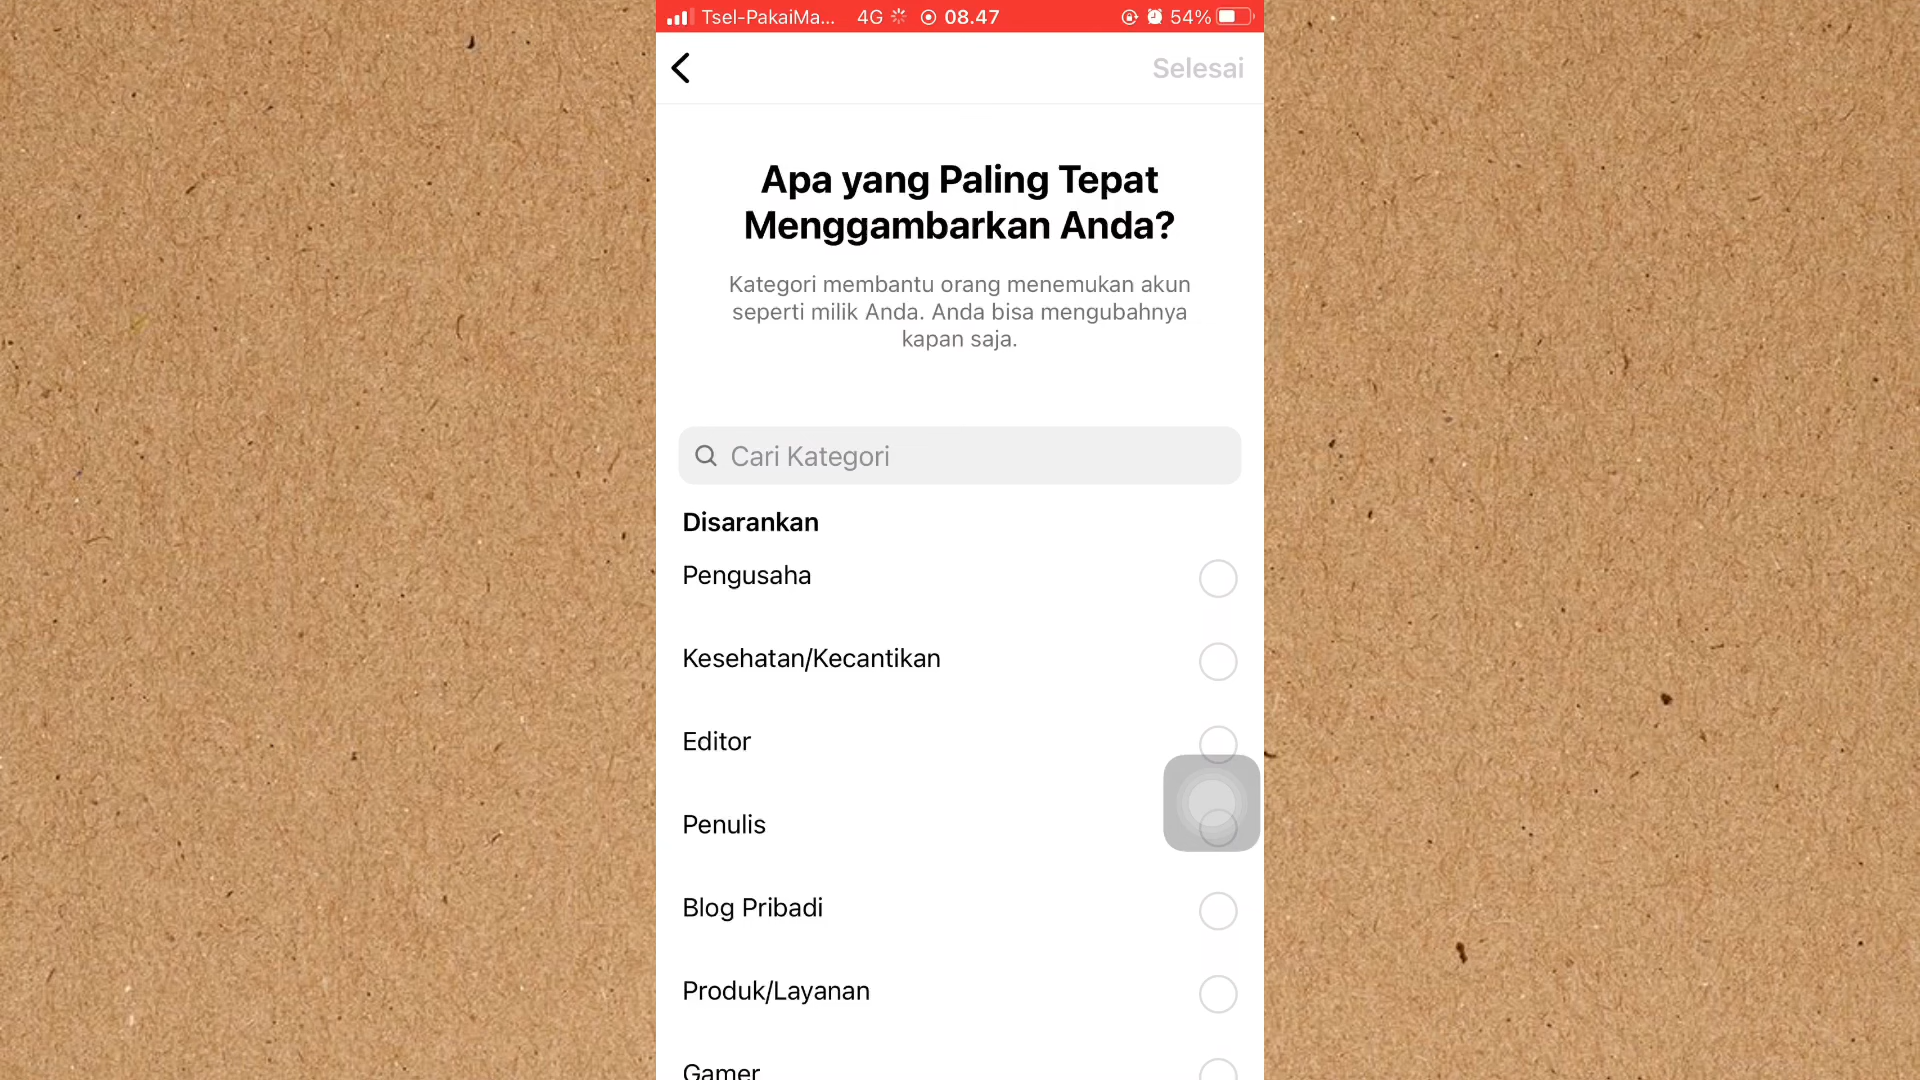 Tsel-PakaiMa... 4G 08.47 54%
Selesai
Apa yang Paling Tepat
Menggambarkan Anda?
Kategori membantu orang menemukan akun
seperti milik Anda. Anda bisa mengubahnya
kapan saja.
Cari Kategori
Disarankan
Pengusaha
Kesehatan/Kecantikan
Editor
Penulis
Blog Pribadi
Produk/Layanan
Gamer